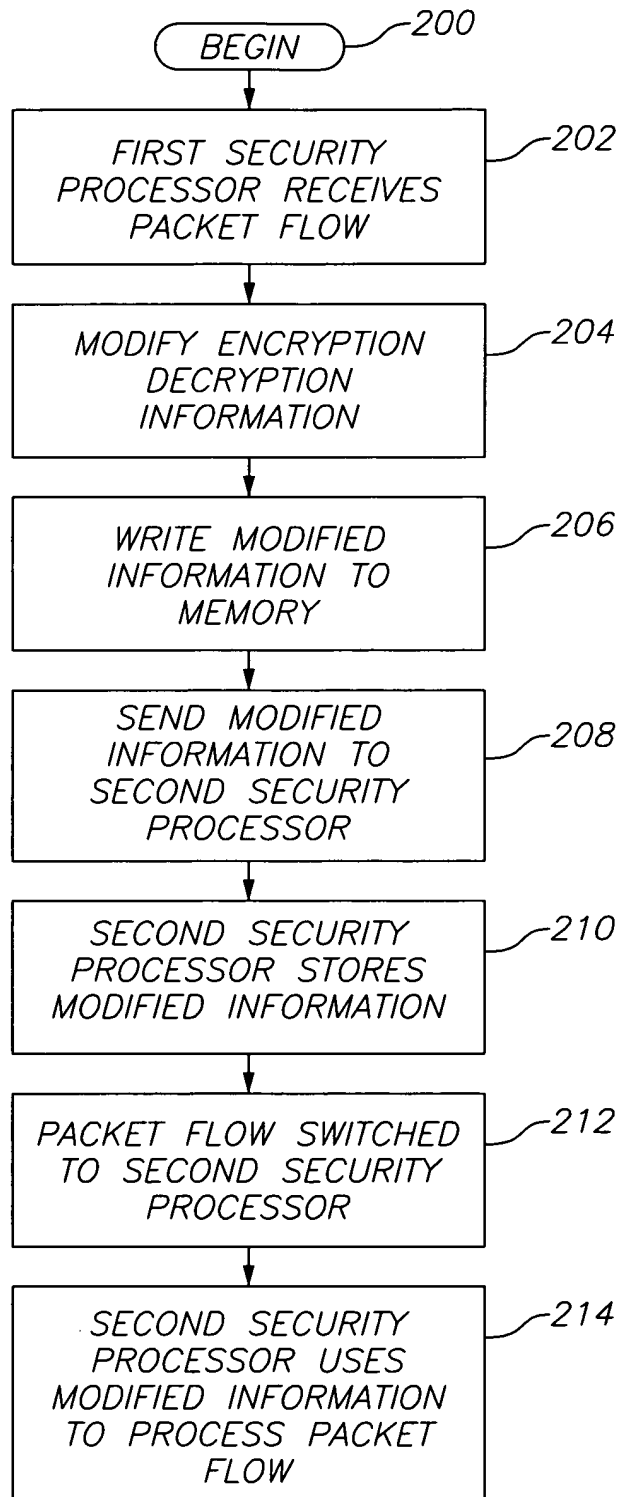 BEGIN
200
FIRST SECURITY
PROCESSOR RECEIVES
PACKET FLOW
202
MODIFY ENCRYPTION
DECRYPTION
INFORMATION
204
WRITE MODIFIED
INFORMATION TO
MEMORY
206
SEND MODIFIED
INFORMATION TO
SECOND SECURITY
PROCESSOR
208
SECOND SECURITY
PROCESSOR STORES
MODIFIED INFORMATION
210
PACKET FLOW SWITCHED
TO SECOND SECURITY
PROCESSOR
212
SECOND SECURITY
PROCESSOR USES
MODIFIED INFORMATION
TO PROCESS PACKET
FLOW
214